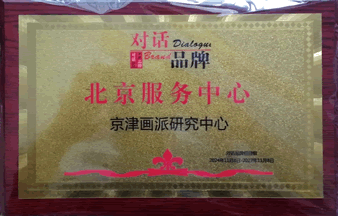 对话 Dialogue
Brand 品牌
北京服务中心
京津画派研究中心